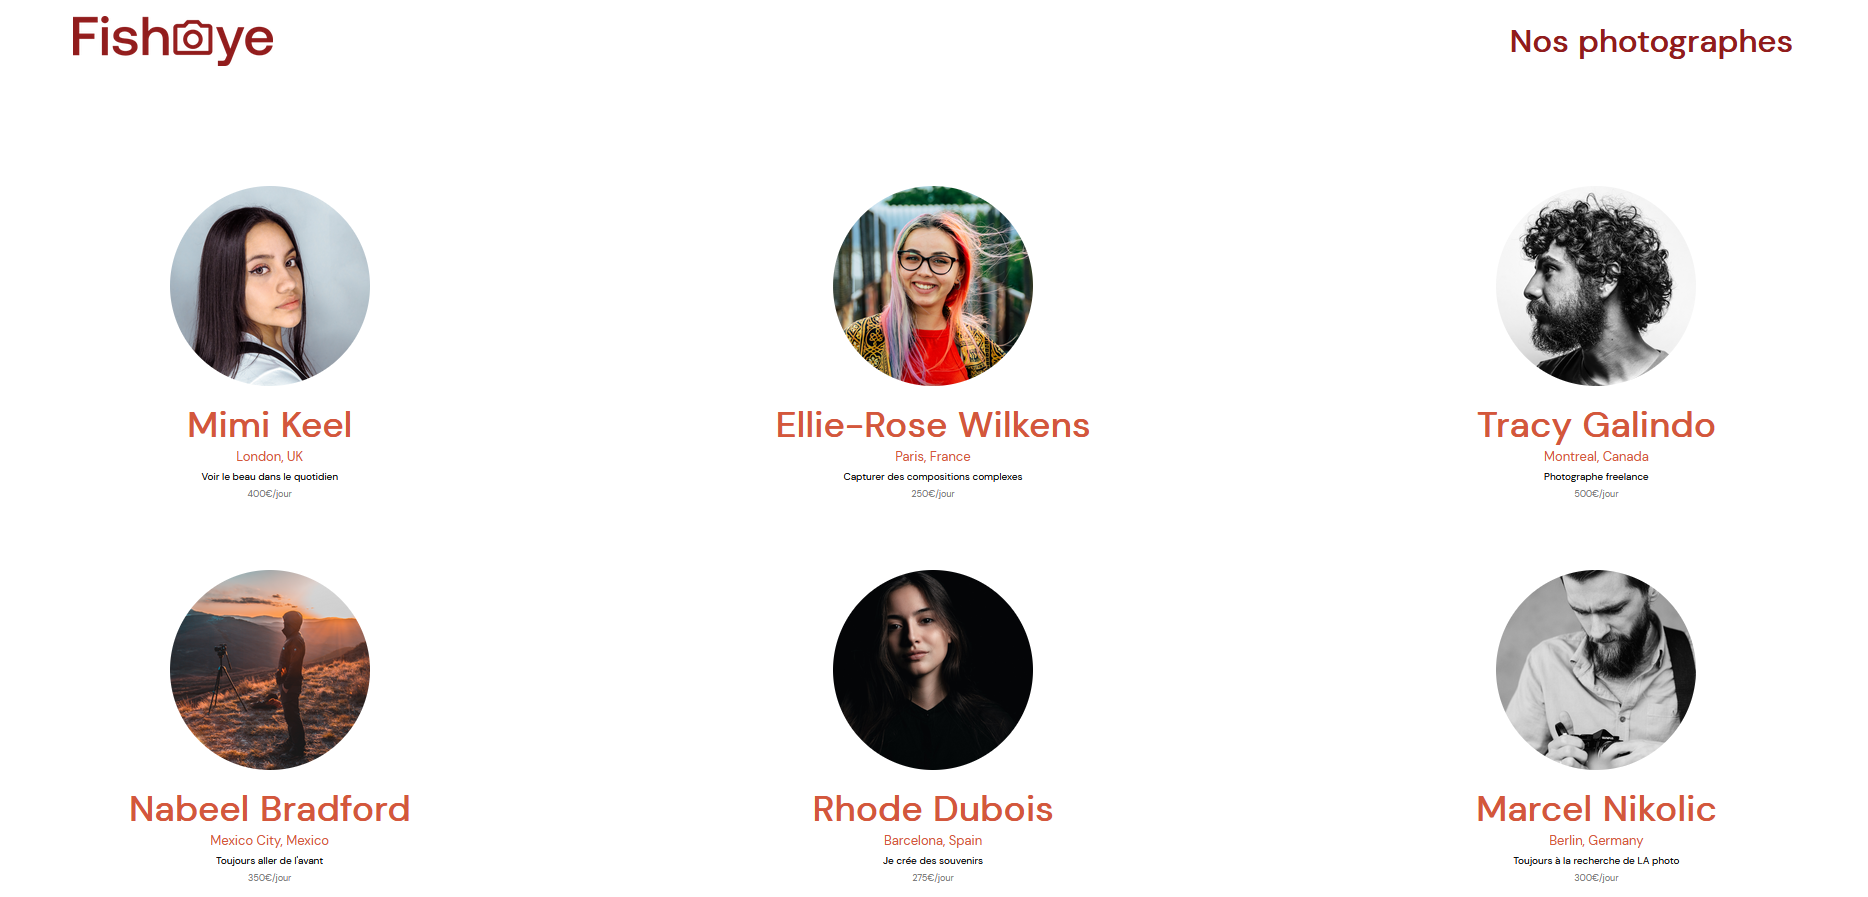 Fisheye
Nos photographes
Mimi Keel
London, UK
Voir le beau dans le quotidien
400€/jour
Ellie-Rose Wilkens
Paris, France
Capturer des compositions complexes
250€/jour
Tracy Galindo
Montreal, Canada
Photographe freelance
500€/jour
Nabeel Bradford
Mexico City, Mexico
Toujours aller de l'avant
350€/jour
Rhode Dubois
Barcelona, Spain
Je crée des souvenirs
275€/jour
Marcel Nikolic
Berlin, Germany
Toujours à la recherche de LA photo
300€/jour